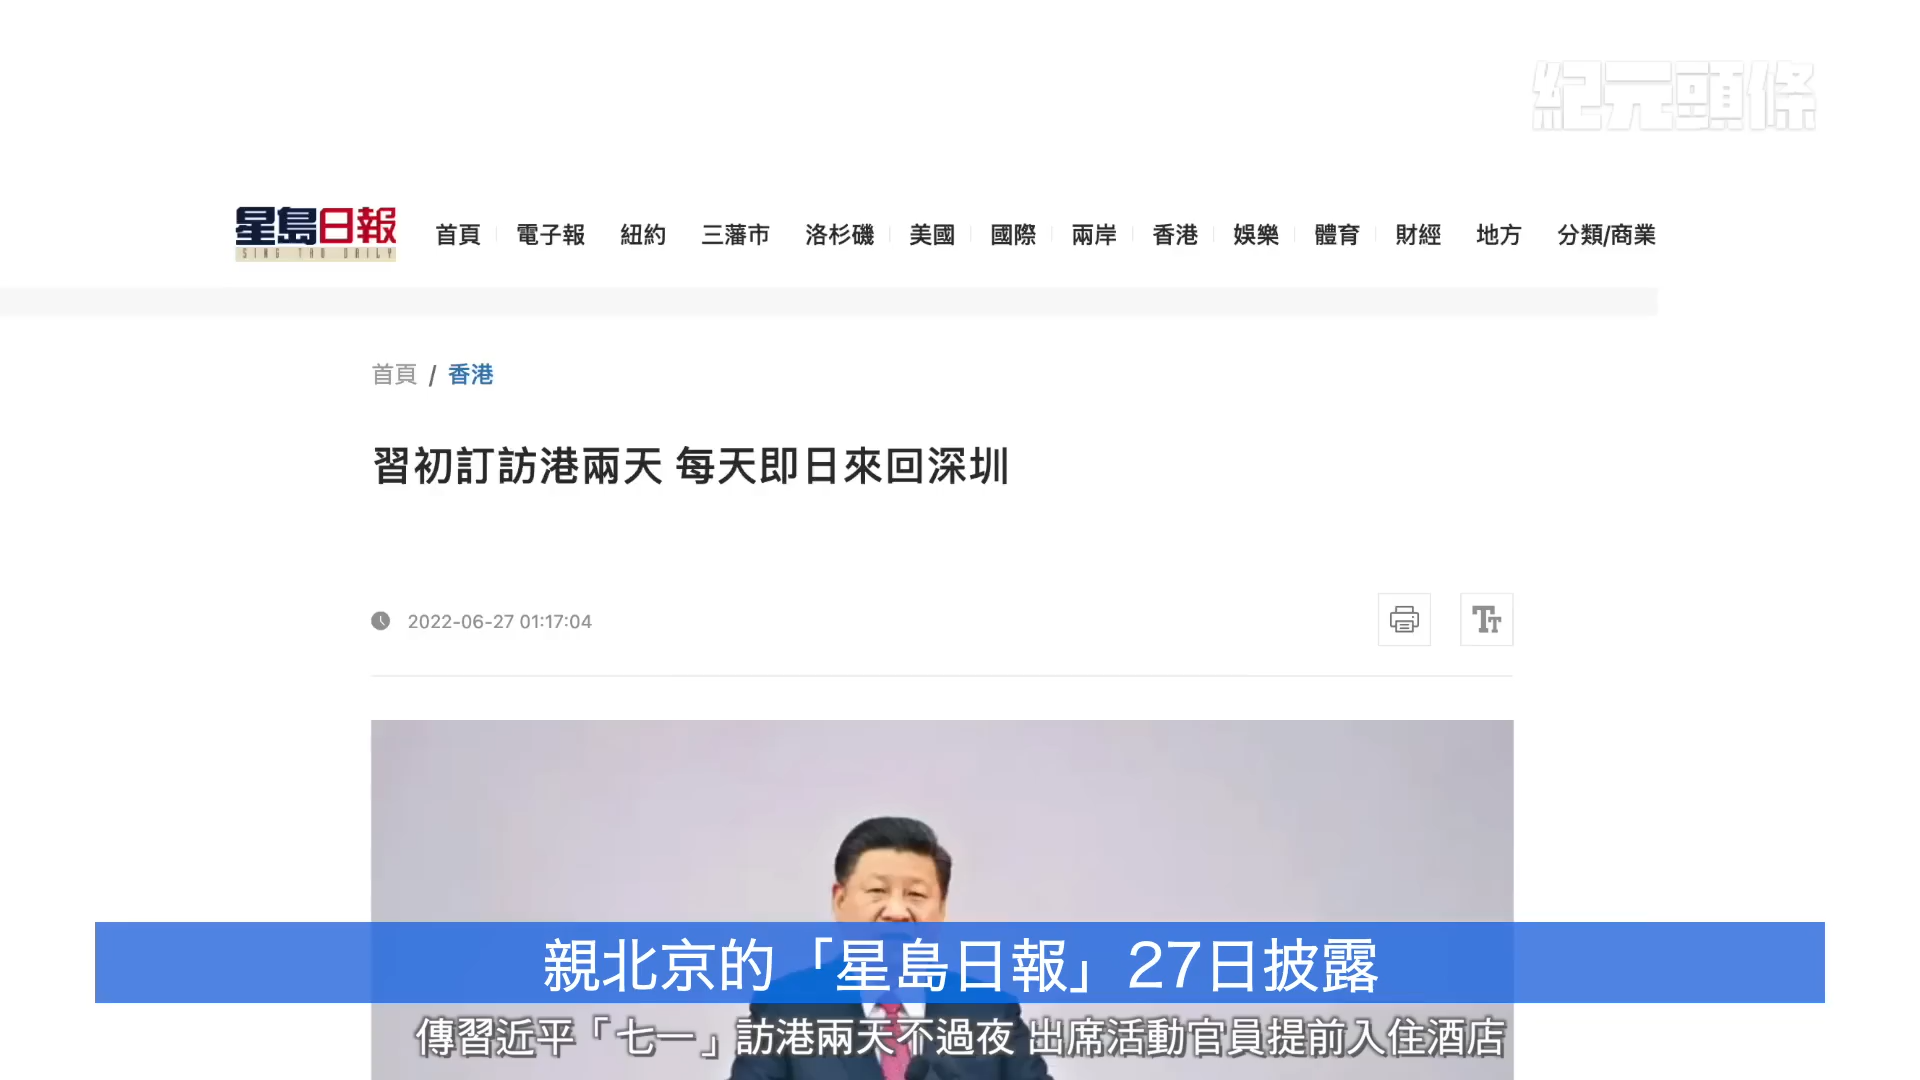 紀元頭條
星島日報
SING TAO DAILY
首頁 電子報 紐約 三藩市 洛杉磯 美國 國際 兩岸 香港 娛樂 體育 財經 地方 分類/商業
首頁 / 香港
習初訂訪港兩天 每天即日來回深圳
2022-06-27 01:17:04
TT
親北京的「星島日報」27日披露
傳習近平「七一」訪港兩天不過夜 出席活動官員提前入住酒店